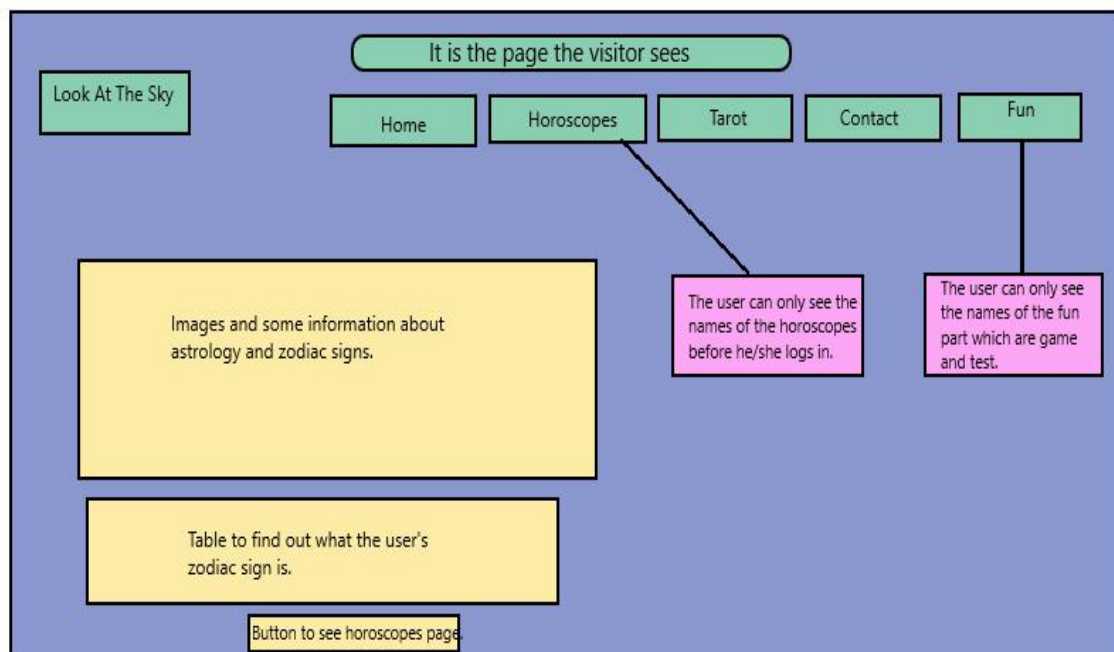 It is the page the visitor sees
Look At The Sky
Home
Horoscopes
Tarot
Contact
Fun
Images and some information about
astrology and zodiac signs.
The user can only see the
names of the horoscopes
before he/she logs in.
The user can only see
the names of the fun
part which are game
and test.
Table to find out what the user's
zodiac sign is.
Button to see horoscopes page.